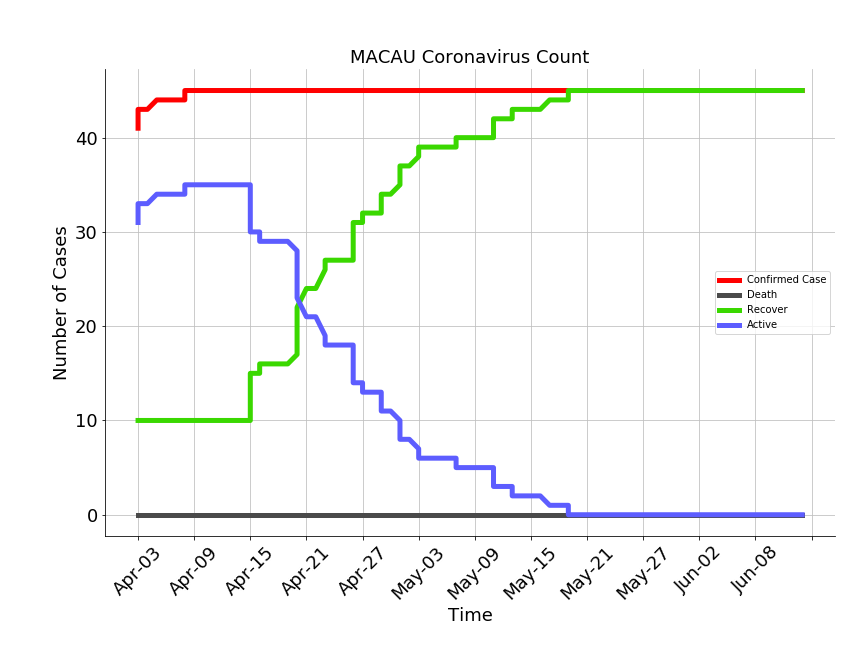 MACAU Coronavirus Count
Number of Cases
40
30
20
10
0
Confirmed Case
Death
Recover
Active
Apr-03
Apr-09
Apr-15
Apr-21
Apr-27
May-03
May-09
May-15
May-21
May-27
Jun-02
Jun-08
Time